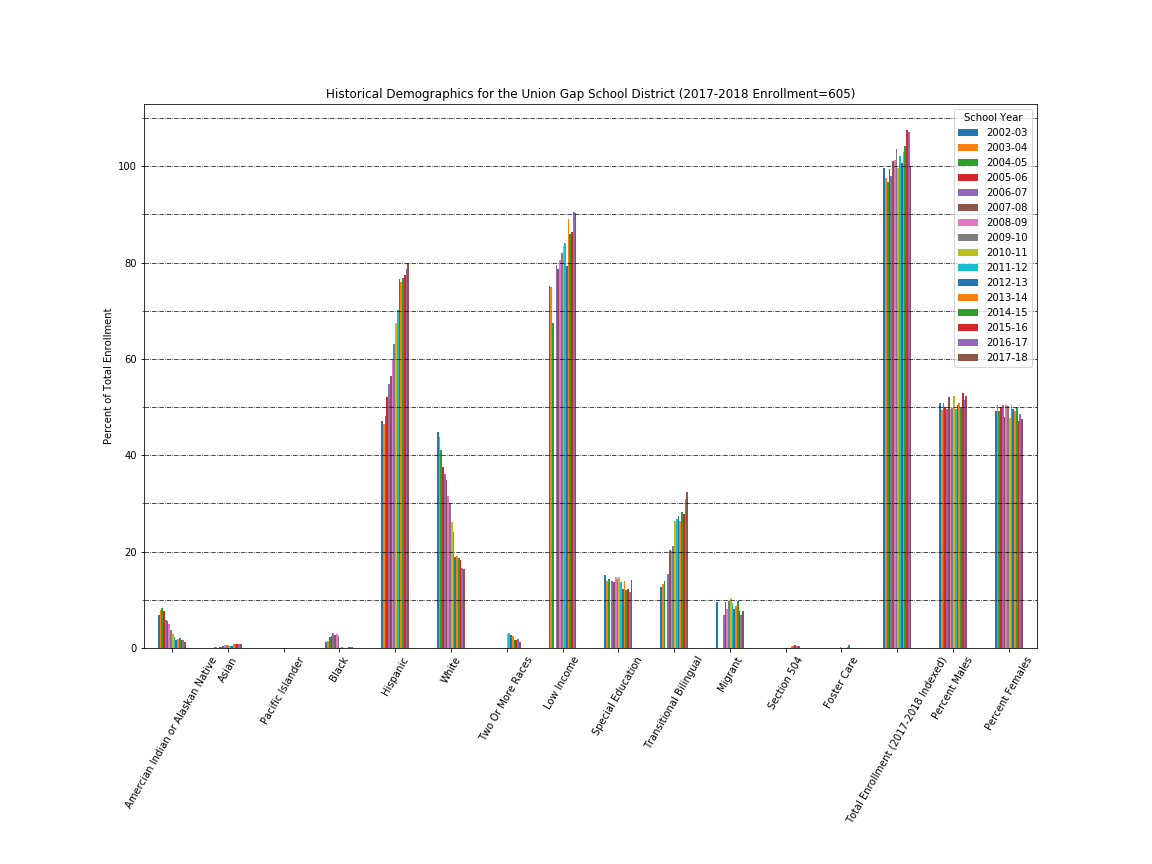 Historical Demographics for the Union Gap School District (2017-2018 Enrollment=605)
School Year
2002-03
2003-04
2004-05
2005-06
2006-07
2007-08
2008-09
2009-10
2010-11
2011-12
2012-13
2013-14
2014-15
2015-16
2016-17
2017-18
Percent of Total Enrollment
100
80
60
40
20
0
Amercian Indian or Alaskan Native
Asian
Pacific Islander
Black
Hispanic
White
Two Or More Races
Low Income
Special Education
Transitional Bilingual
Migrant
Section 504
Foster Care
Total Enrollment (2017-2018 Indexed)
Percent Males
Percent Females